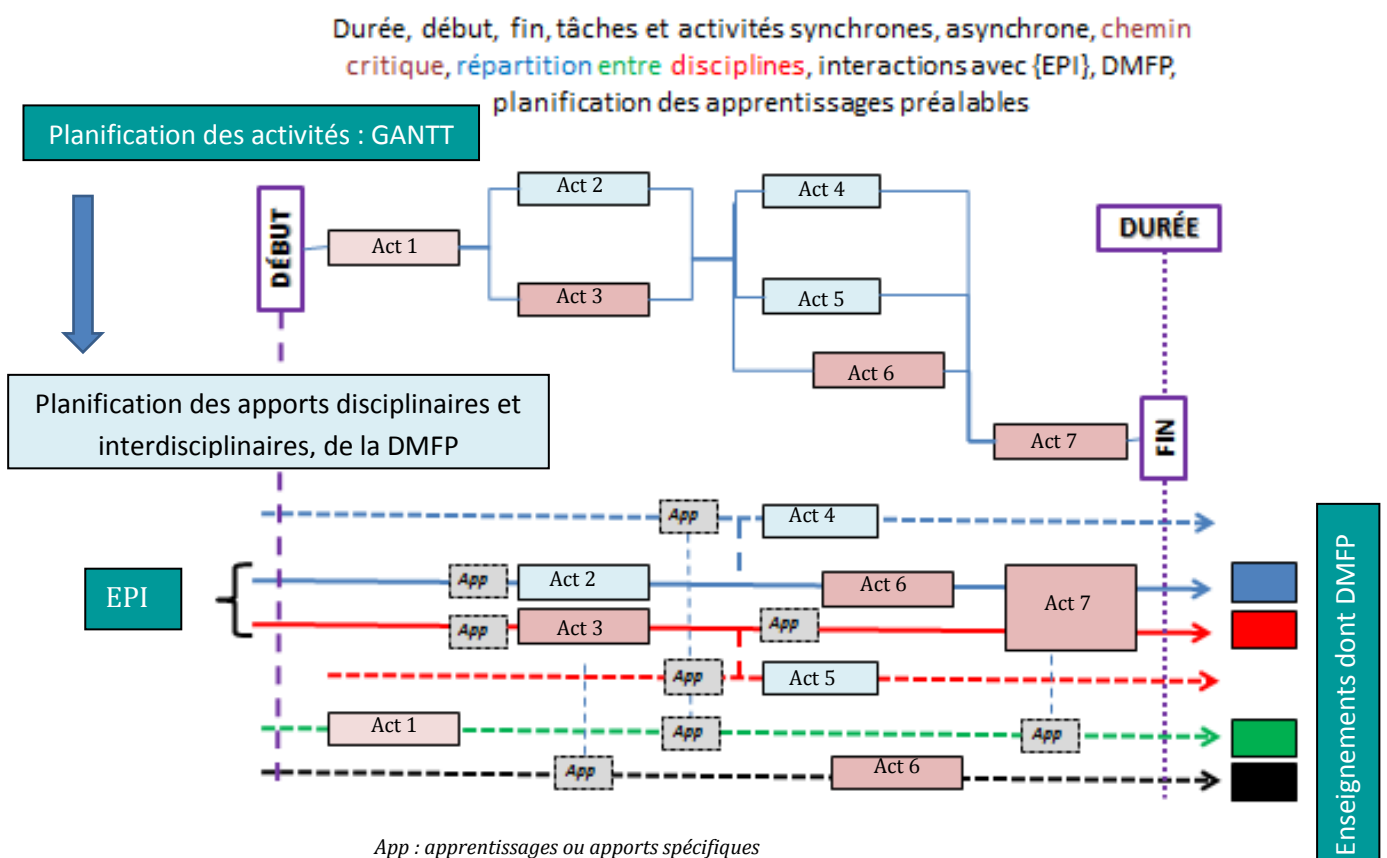 Durée, début, fin, tâches et activités synchrones, asynchrone, chemin
critique, répartition entre disciplines, interactions avec {EPI}, DMFP,
planification des apprentissages préalables
Planification des activités : GANTT
DÉBUT
Act 1
Act 2
Act 3
Act 4
Act 5
Act 6
Act 7
DURÉE
FIN
Planification des apports disciplinaires et
interdisciplinaires, de la DMFP
App
Act 4
EPI
App
Act 2
Act 6
Act 7
App
Act 3
App
App
Act 5
Act 1
App
App
App
Act 6
Enseignements dont DMFP
App : apprentissages ou apports spécifiques